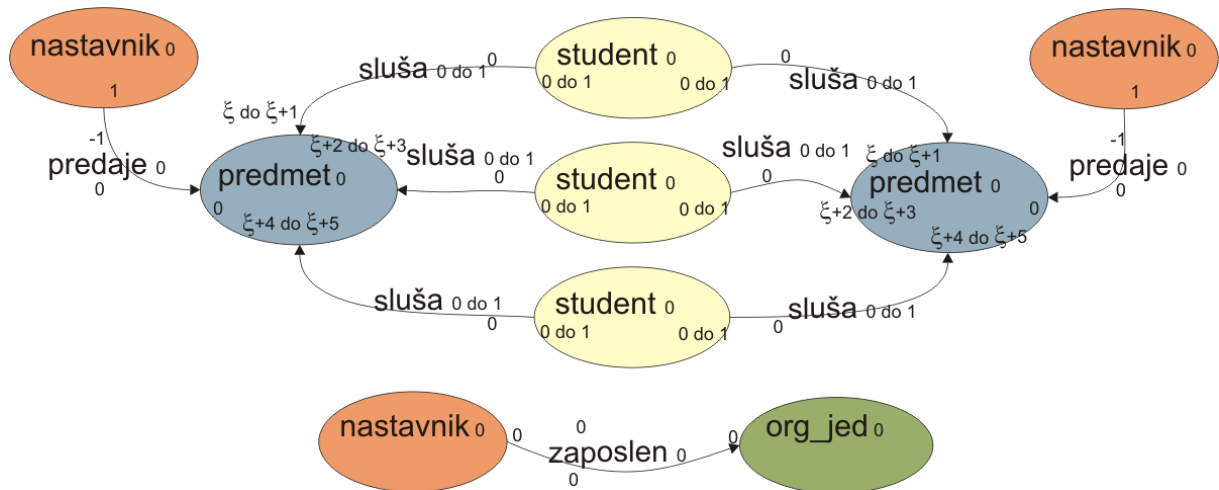 nastavnik 0
student 0
nastavnik 0
0
0
sluša 0 do 1
0 do 1
0 do 1
sluša 0 do 1
1
1
ξ do ξ+1
-1
-1
ξ+2 do ξ+3
sluša 0 do 1
sluša 0 do 1
ξ do ξ+1
predaje 0
predmet 0
0
student 0
0
predmet 0
predaje 0
0
0
0 do 1
0 do 1
ξ+2 do ξ+3
0
0
ξ+4 do ξ+5
ξ+4 do ξ+5
sluša 0 do 1
student 0
sluša 0 do 1
0
0 do 1
0 do 1
0
nastavnik 0
0
0
zaposlen 0
0
0
org_jed 0